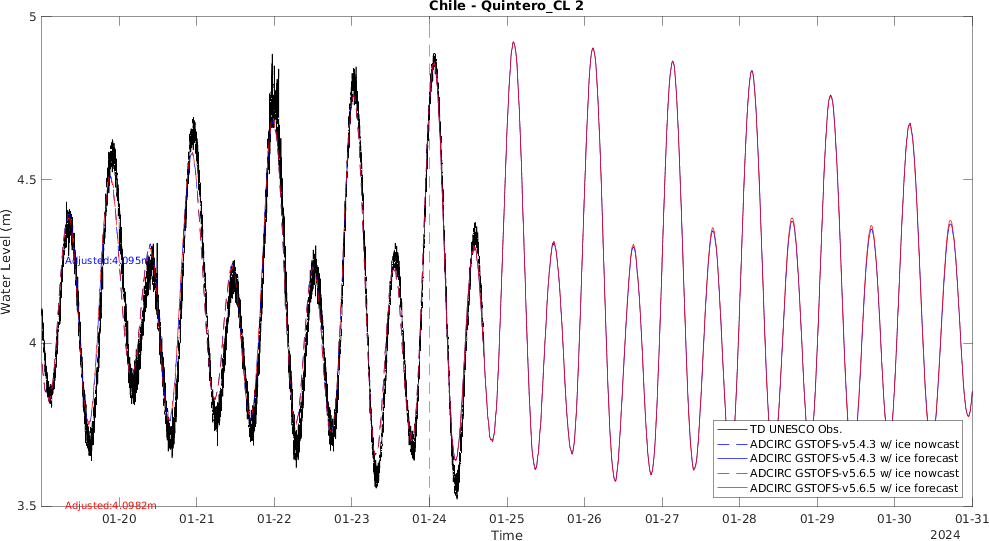 Chile - Quintero_CL 2
5
4.5
4
3.5
Water Level (m)
Adjusted:4.095m
Adjusted:4.0982m
TD UNESCO Obs.
ADCIRC GSTOFS-v5.4.3 w/ ice nowcast
ADCIRC GSTOFS-v5.4.3 w/ ice forecast
ADCIRC GSTOFS-v5.6.5 w/ ice nowcast
ADCIRC GSTOFS-v5.6.5 w/ ice forecast
01-20 01-21 01-22 01-23 01-24 01-25 01-26 01-27 01-28 01-29 01-30 01-31
Time
2024